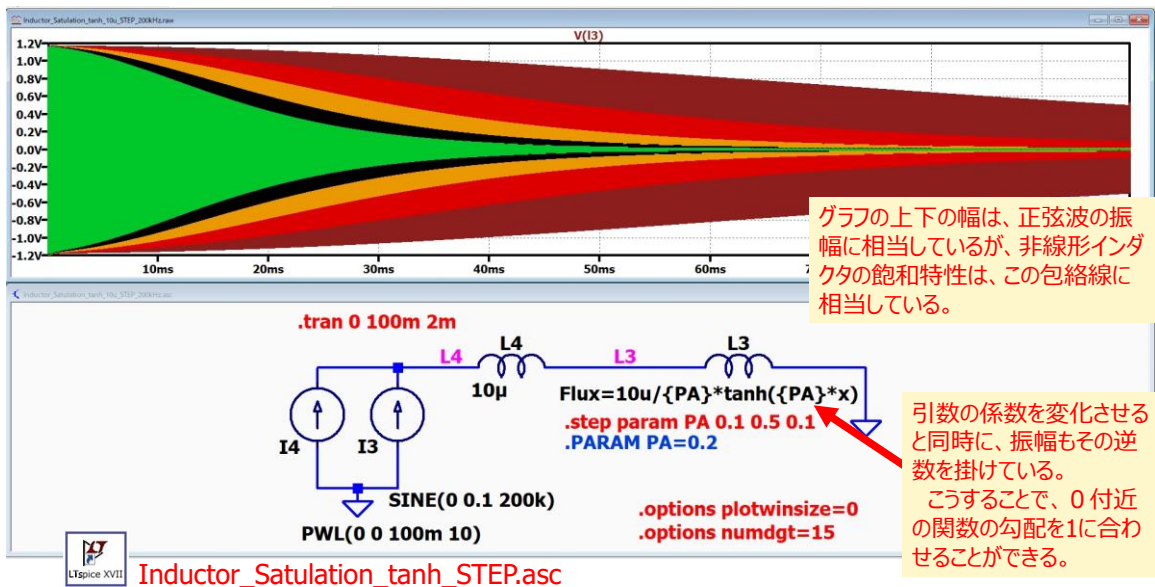 Inductor_Satulation_tanh_10u_STEP_200kHz.raw
V(l3)
1.2V
1.0V
0.8V
0.6V
0.4V
0.2V
0.0V
-0.2V
-0.4V
-0.6V
-0.8V
-1.0V
-1.2V
10ms 20ms 30ms 40ms 50ms 60ms
グラフの上下の幅は、正弦波の振
幅に相当しているが、非線形インダ
クタの飽和特性は、この包絡線に
相当している。
Inductor_Satulation_tanh_10u_STEP_200kHz.asc
.tran 0 100m 2m
L4 L4 L3 L3
10µ
Flux=10u/{PA}*tanh({PA}*x)
.step param PA 0.1 0.5 0.1
.PARAM PA=0.2
I4 I3
SINE(0 0.1 200k)
PWL(0 0 100m 10)
.options plotwinsize=0
.options numdgt=15
引数の係数を変化させる
と同時に、振幅もその逆
数を掛けている。
こうすることで、0 付近
の関数の勾配を1に合わ
せることができる。
LTspice XVII
Inductor_Satulation_tanh_STEP.asc